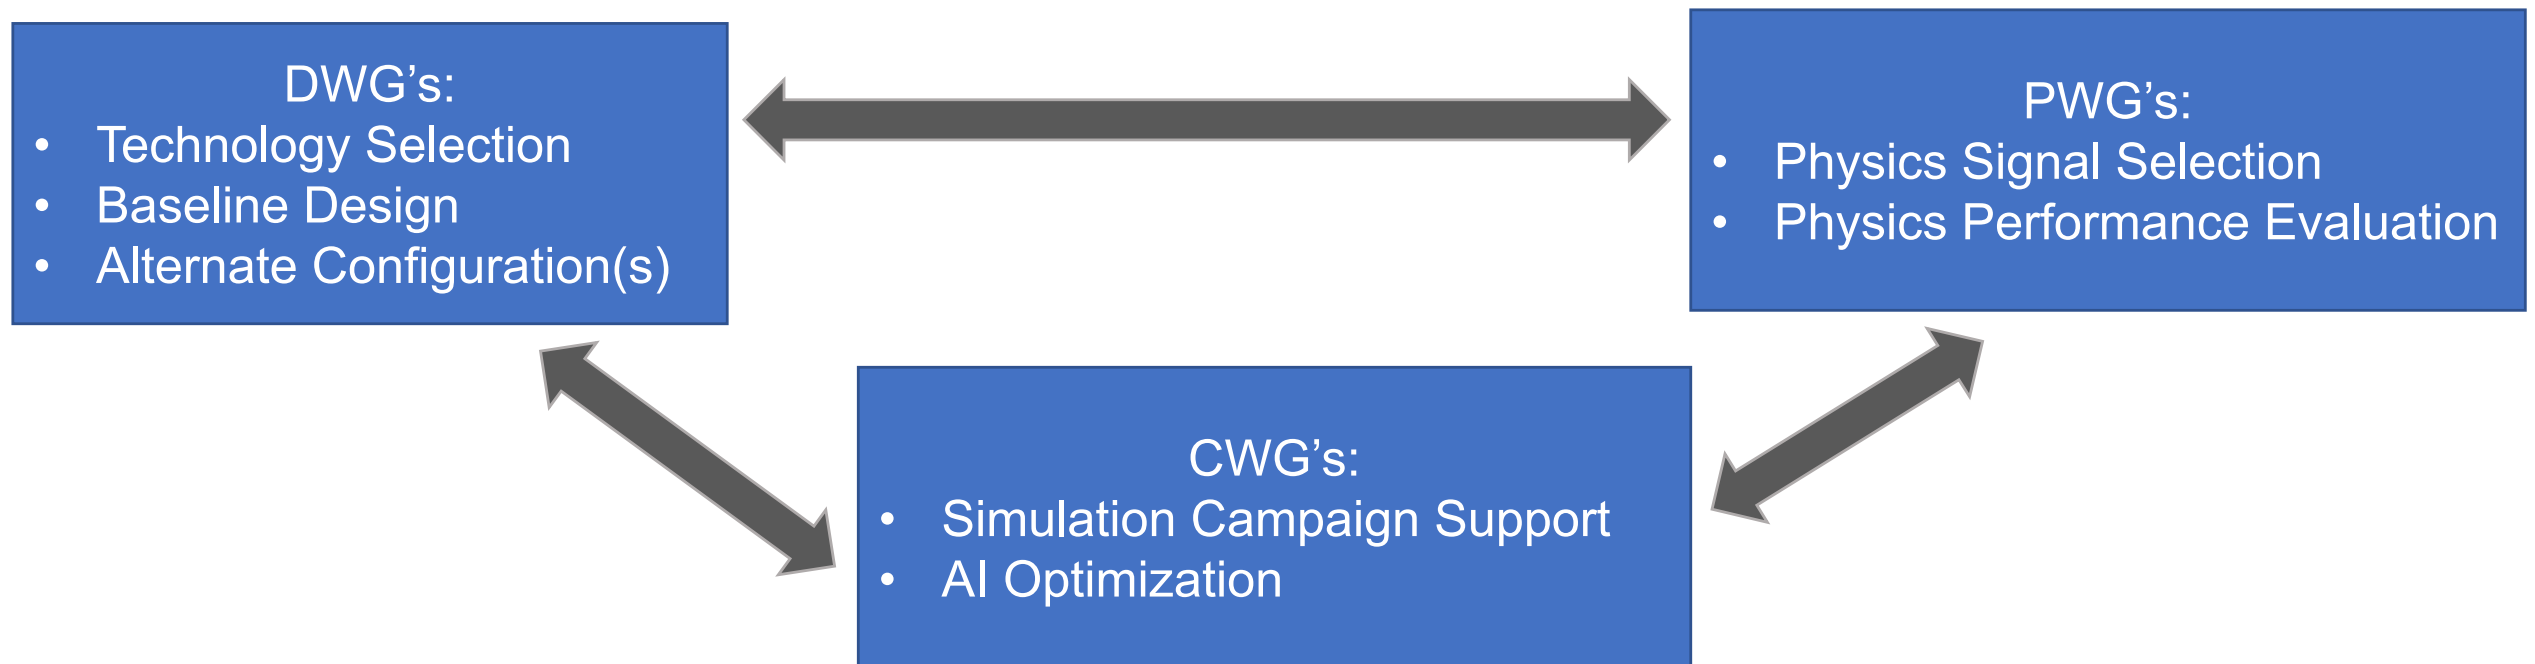 DWG’s:
• Technology Selection
• Baseline Design
• Alternate Configuration(s)
PWG’s:
• Physics Signal Selection
• Physics Performance Evaluation
CWG’s:
• Simulation Campaign Support
• AI Optimization